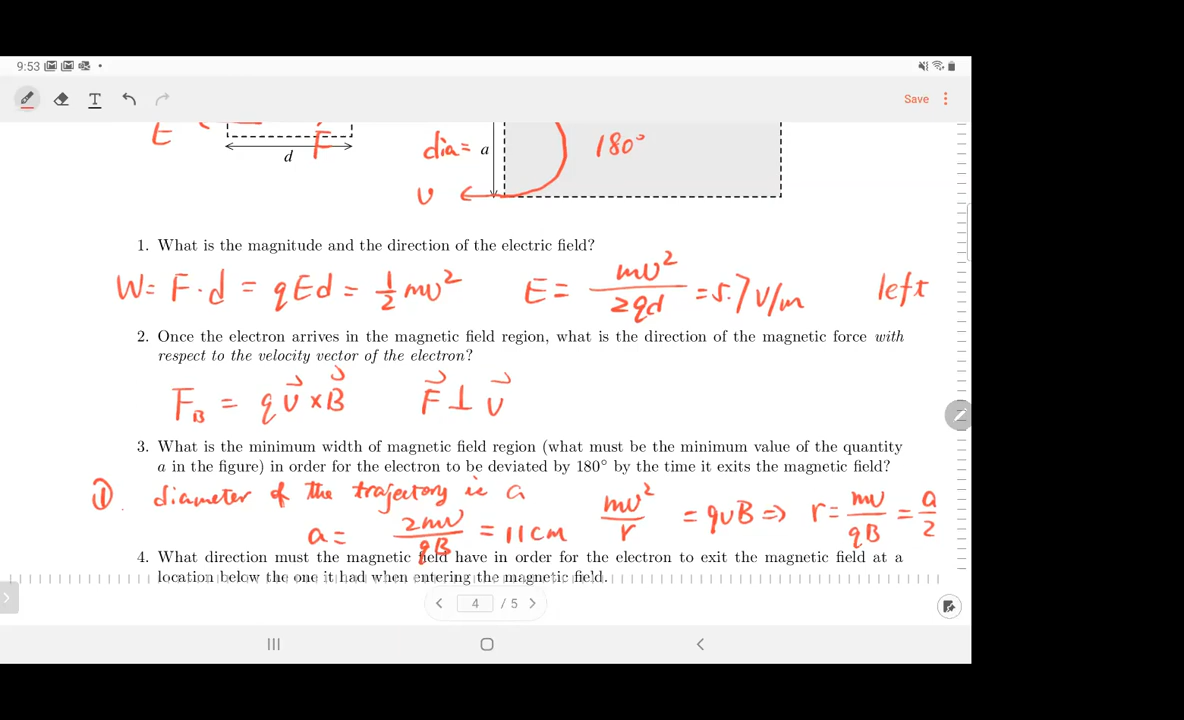 9:53
T
Save
E
d
F
dia = a
180°
v
1. What is the magnitude and the direction of the electric field?
W = F · d = qEd = 1/2 mv² E = mv²/2qd = 5.7 V/m left
2. Once the electron arrives in the magnetic field region, what is the direction of the magnetic force with
respect to the velocity vector of the electron?
F_B = q v⃗ × B⃗ F⃗ ⊥ v⃗
3. What is the minimum width of magnetic field region (what must be the minimum value of the quantity
a in the figure) in order for the electron to be deviated by 180° by the time it exits the magnetic field?
① diameter of the trajectory is a
a = 2mv/qB = 11 cm mv²/r = qvB ⇒ r = mv/qB = a/2
4. What direction must the magnetic field have in order for the electron to exit the magnetic field at a
location below the one it had when entering the magnetic field.
4 / 5